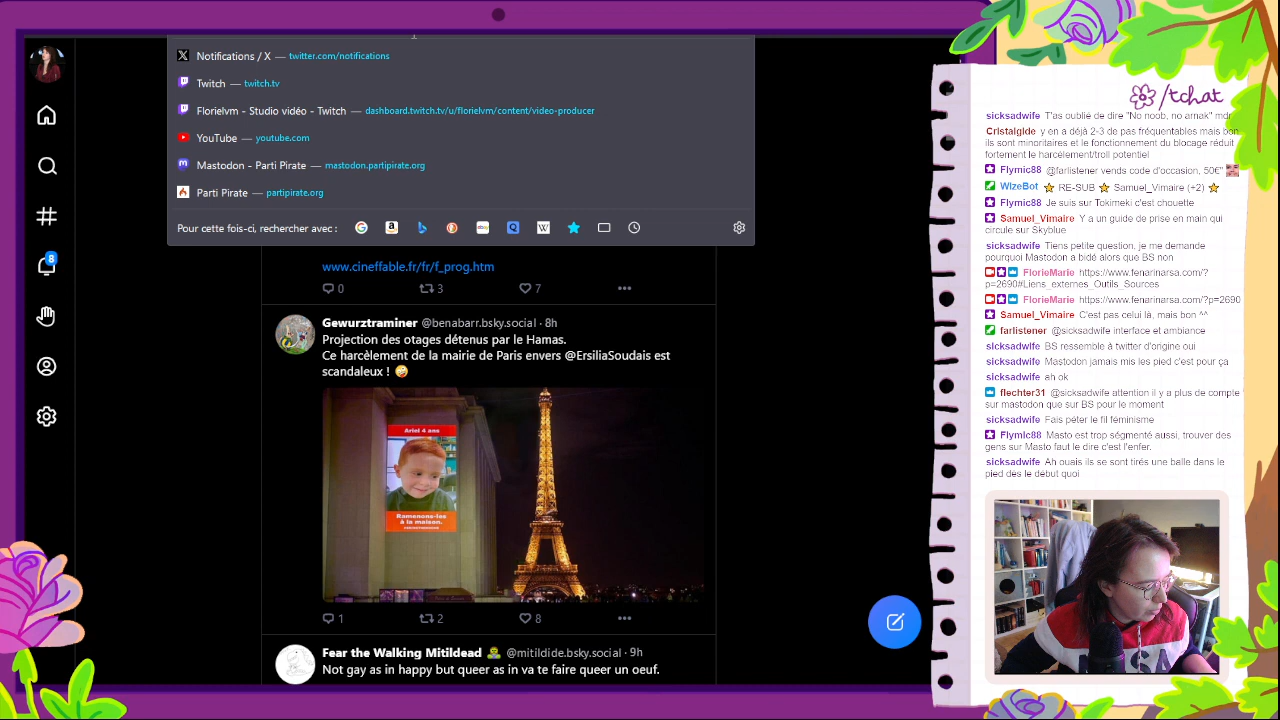 Notifications / X — twitter.com/notifications
Twitch — twitch.tv
Florielvm - Studio vidéo - Twitch — dashboard.twitch.tv/u/florielvm/content/video-producer
YouTube — youtube.com
Mastodon - Parti Pirate — mastodon.partipirate.org
Parti Pirate — partipirate.org
Pour cette fois-ci, rechercher avec :
8
www.cineffable.fr/fr/f_prog.htm
0 3 7
Gewurztraminer @benabarr.bsky.social · 8h
Projection des otages détenus par le Hamas.
Ce harcèlement de la mairie de Paris envers @ErsiliaSoudais est
scandaleux !
Ariel 4 ans
Ramenons-les
à la maison.
1 2 8
Fear the Walking Mitildead @mitildide.bsky.social · 9h
Not gay as in happy but queer as in va te faire queer un oeuf.
/tchat
sicksadwife T'as oublié de dire "No noob, no arnak" mdr
Cristalgide y en a déjà 2-3 de pas fréquentables mais bon
ils sont minoritaires et le fonctionnement du blocage réduit
fortement le harcèlement/troll potentiel
Flymic88 @farlistener vends code d'occasion, 50€"
WizeBot RE-SUB Samuel_Vimaire (+2)
Flymic88 Je suis sur Tokimeki c'est chouette
Samuel_Vimaire Y a un guide de prise en main qui
circule sur Skyblue
sicksadwife Tiens petite question. je me demande
pourquoi Mastodon a bidé alors que BS non
FlorieMarie https://www.fenarinarsa.com/?
p=2690#Liens_externes_Outils_Sources
FlorieMarie https://www.fenarinarsa.com/?p=2690
Samuel_Vimaire C'est pas celui là, mais bon ^^
farlistener @sicksadwife interface et ambiance
sicksadwife BS ressemble à twitter d'origine oui
sicksadwife Mastodon jamais mis les pied c'est pour ça
sicksadwife ah ok
flechter31 @sicksadwife attention il y a plus de compte
sur mastodon que sur BS pour le moment
sicksadwife Fais péter le fil féminisme
Flymic88 Masto est trop ségmenté aussi, trouver des
gens sur Masto faut le dire c'est l'enfer.
sicksadwife Ah ouais ils se sont tirés une balle dans le
pied dès le début quoi